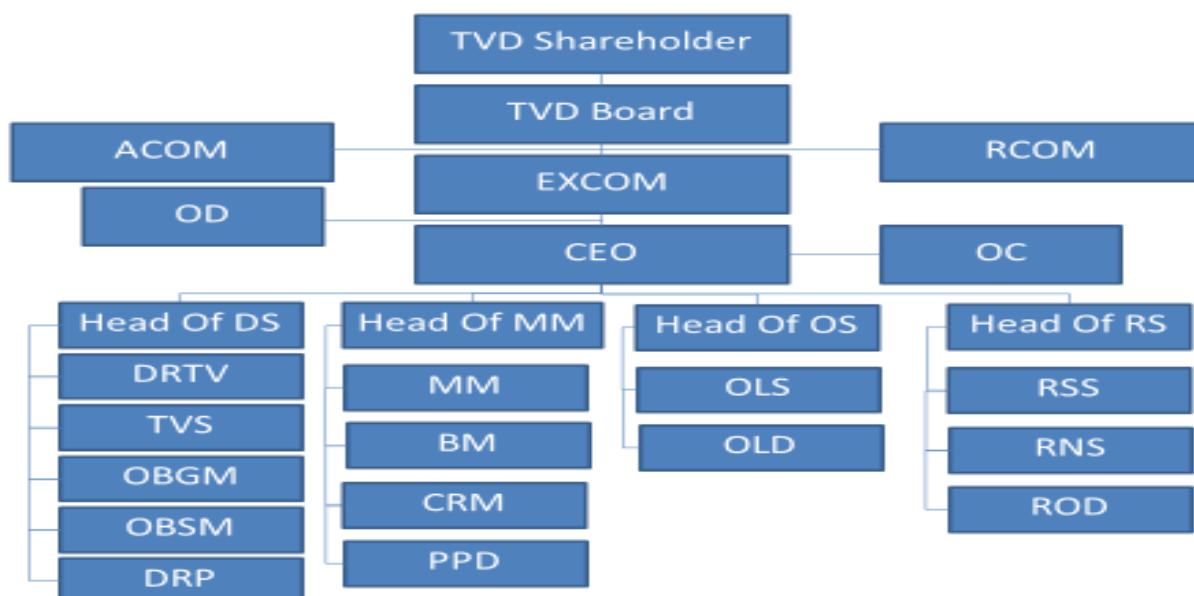 TVD Shareholder
TVD Board
ACOM
RCOM
EXCOM
OD
CEO
OC
Head Of DS
Head Of MM
Head Of OS
Head Of RS
DRTV
TVS
OBGM
OBSM
DRP
MM
BM
CRM
PPD
OLS
OLD
RSS
RNS
ROD